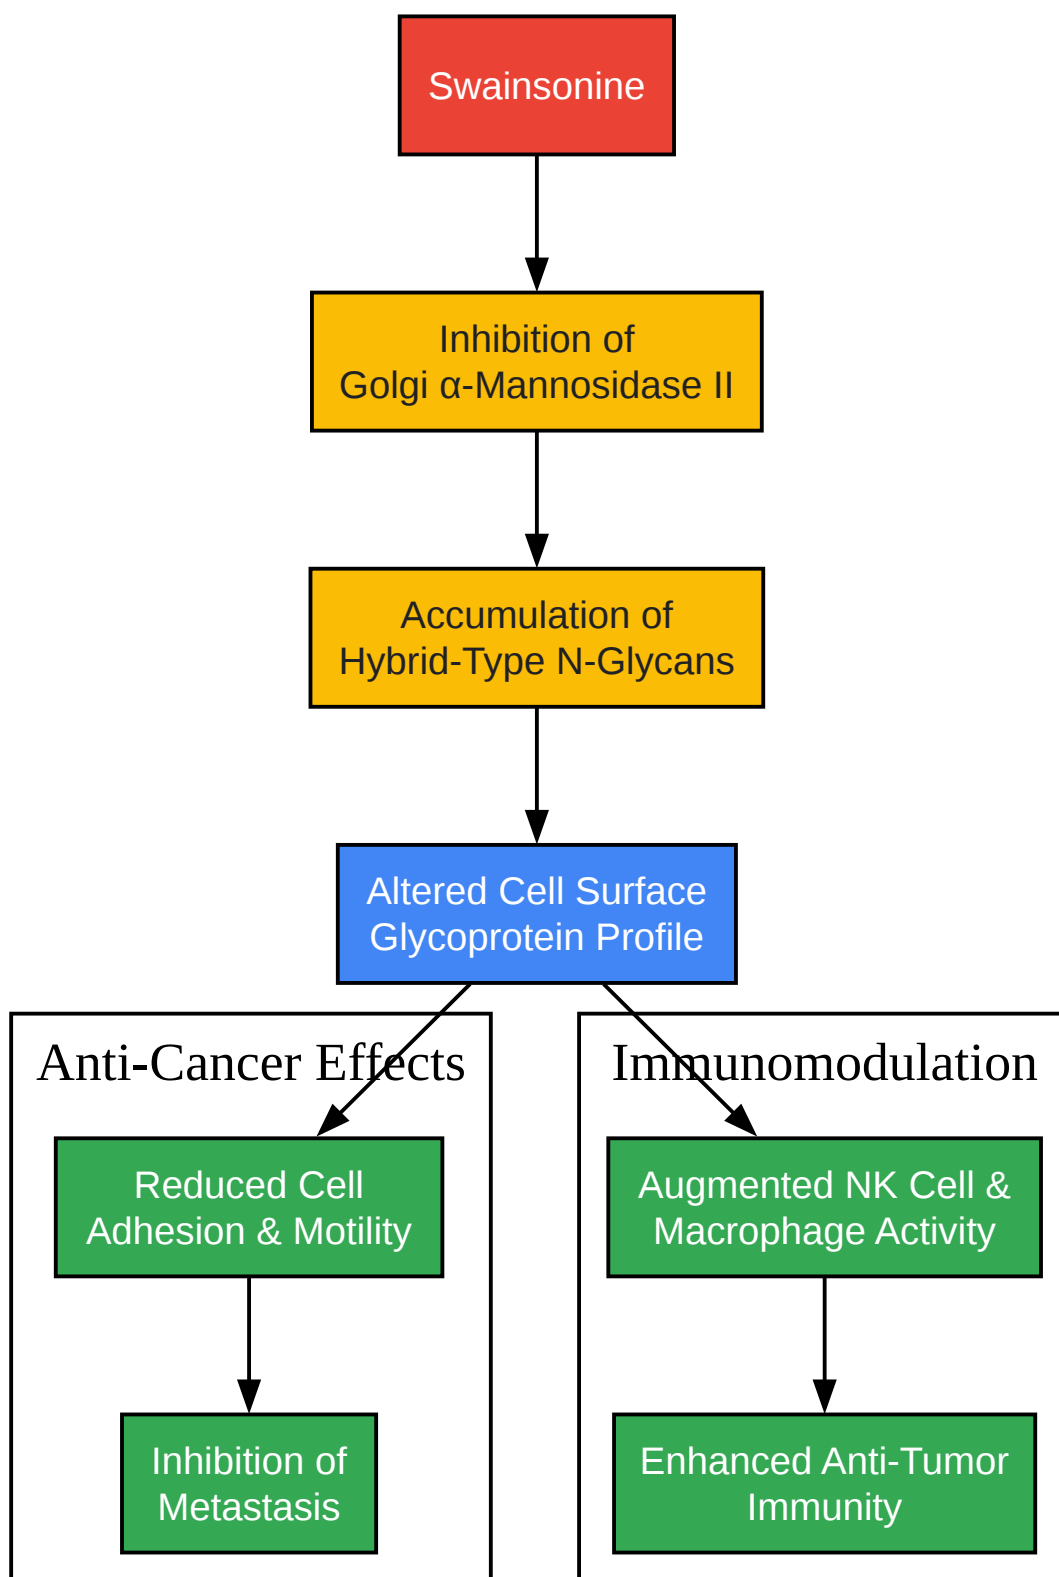 Swainsonine
Inhibition of
Golgi α-Mannosidase II
Accumulation of
Hybrid-Type N-Glycans
Altered Cell Surface
Glycoprotein Profile
Anti-Cancer Effects
Reduced Cell
Adhesion & Motility
Inhibition of
Metastasis
Immunomodulation
Augmented NK Cell &
Macrophage Activity
Enhanced Anti-Tumor
Immunity